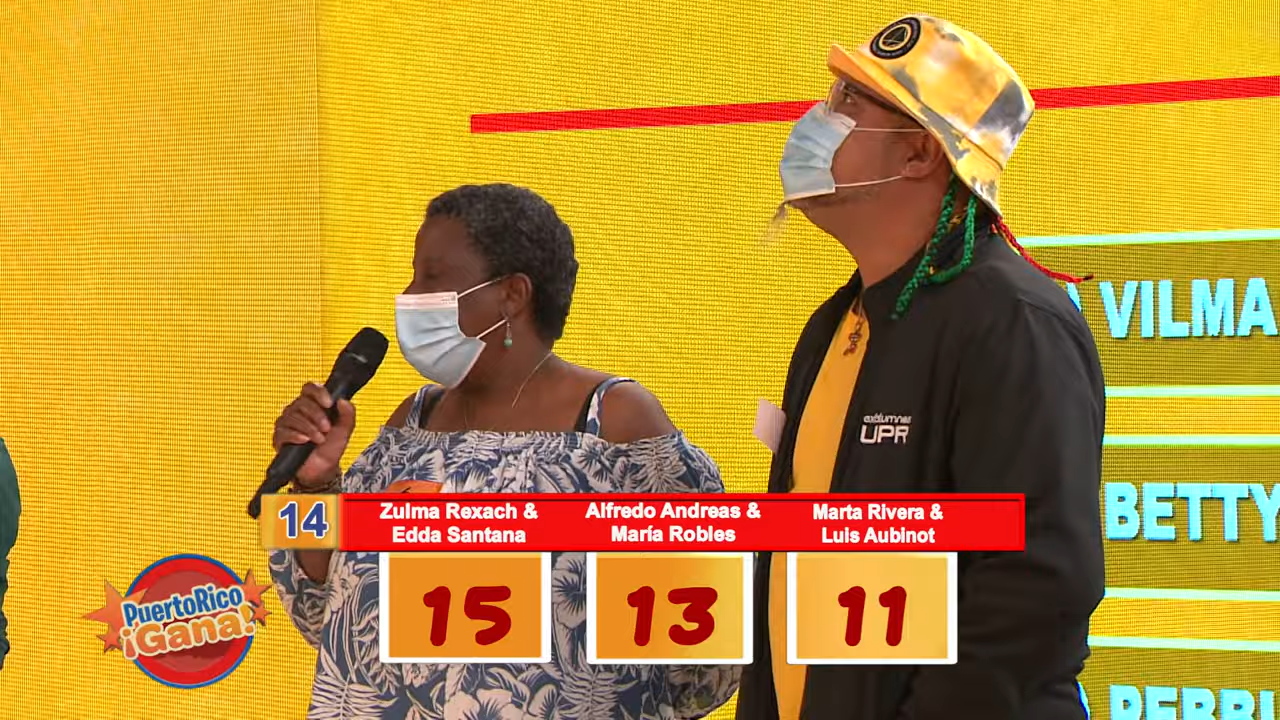 VILMA
exalumnos
UPR
BETTY
14
Zulma Rexach &
Edda Santana
Alfredo Andreas &
María Robles
Marta Rivera &
Luis Aubinot
15
13
11
PuertoRico
¡Gana!